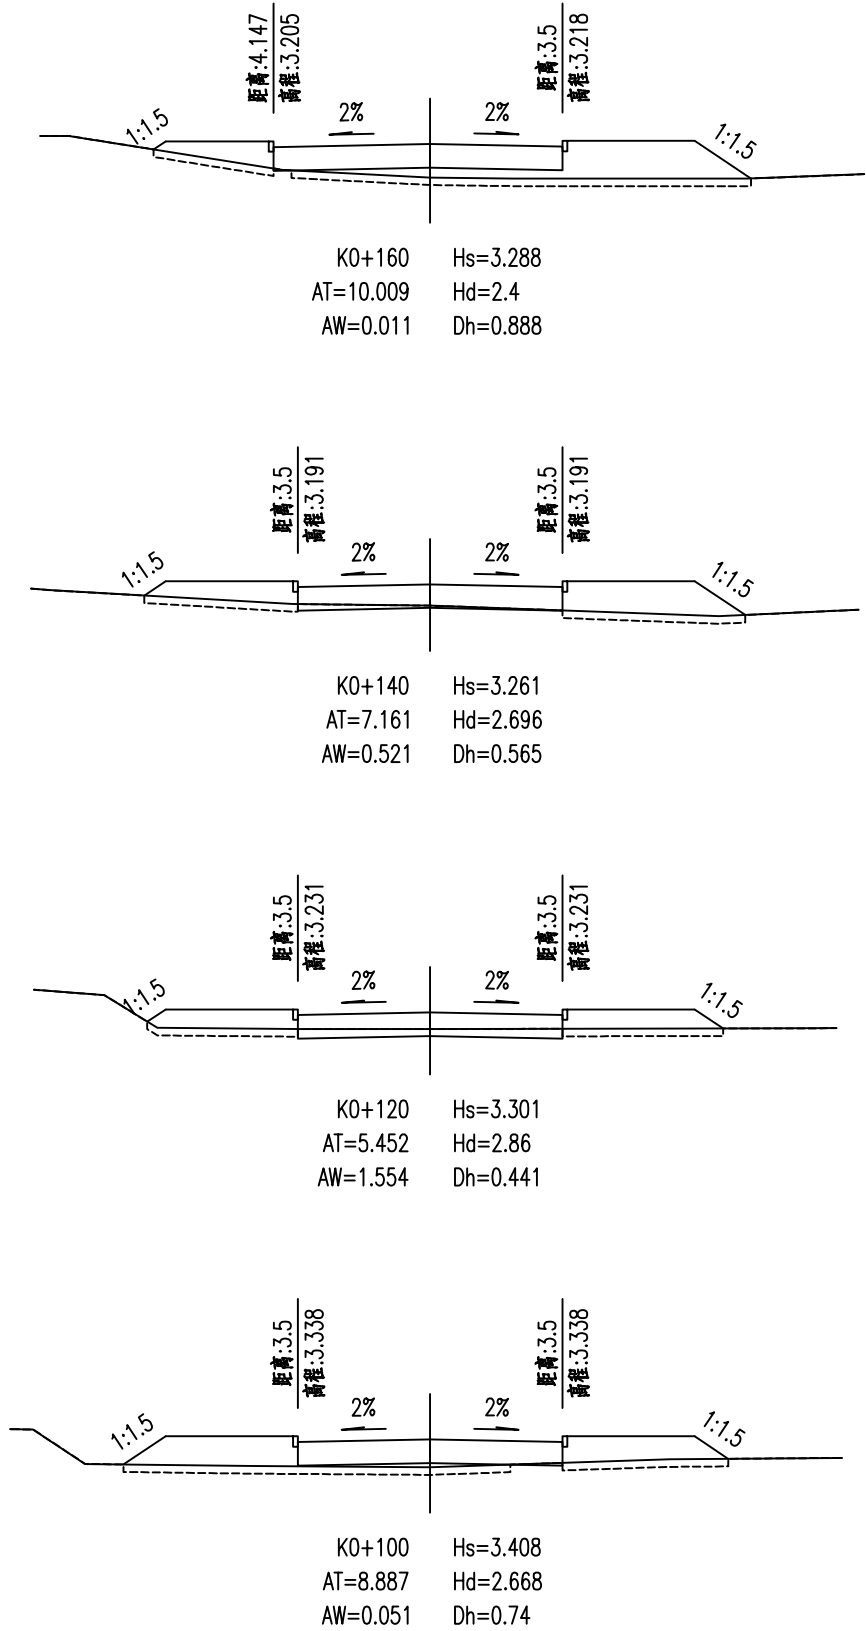 距离:4.147
高程:3.205
距离:3.5
高程:3.218
1:1.5
2%
2%
1:1.5
K0+160 Hs=3.288
AT=10.009 Hd=2.4
AW=0.011 Dh=0.888
距离:3.5
高程:3.191
距离:3.5
高程:3.191
1:1.5
2%
2%
1:1.5
K0+140 Hs=3.261
AT=7.161 Hd=2.696
AW=0.521 Dh=0.565
距离:3.5
高程:3.231
距离:3.5
高程:3.231
1:1.5
2%
2%
1:1.5
K0+120 Hs=3.301
AT=5.452 Hd=2.86
AW=1.554 Dh=0.441
距离:3.5
高程:3.338
距离:3.5
高程:3.338
1:1.5
2%
2%
1:1.5
K0+100 Hs=3.408
AT=8.887 Hd=2.668
AW=0.051 Dh=0.74